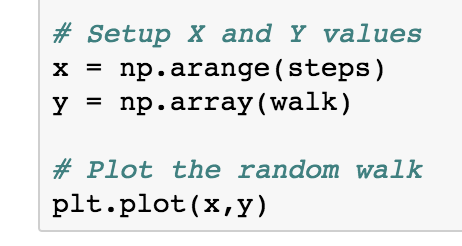 # Setup X and Y values
x = np.arange(steps)
y = np.array(walk)
# Plot the random walk
plt.plot(x,y)